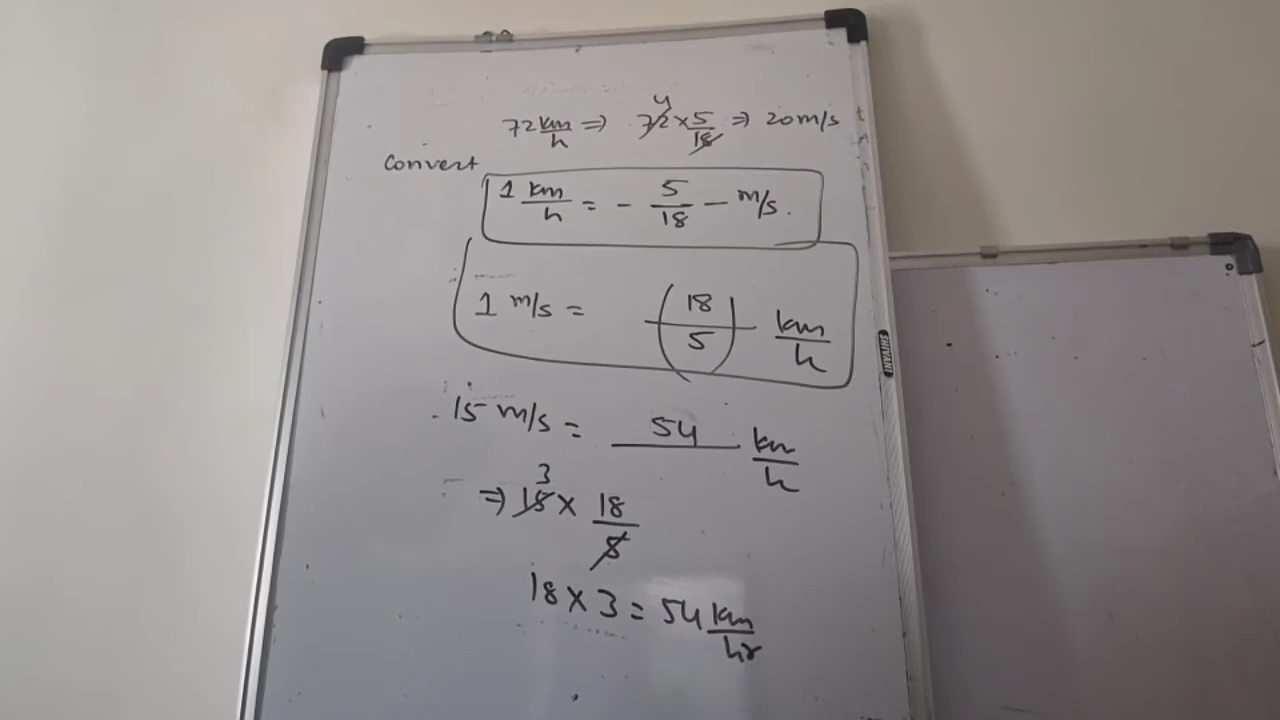 72 km/h ⇒ 72 4 × 5/18 ⇒ 20 m/s
Convert
1 km/h = - 5/18 - m/s.
1 m/s = (18/5) km/h
15 m/s = 54 km/h
⇒ 15 3 × 18/5
18 × 3 = 54 km/hr
SHIVANI